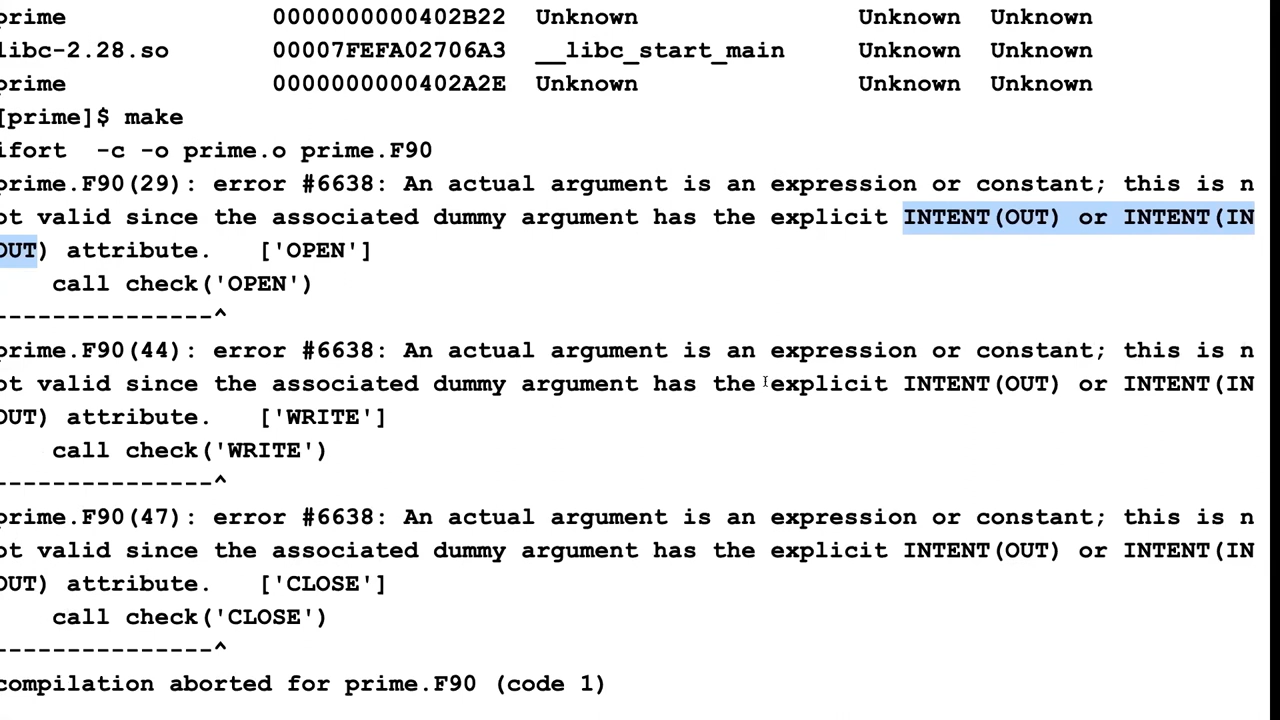 prime              0000000000402B22  Unknown               Unknown  Unknown
libc-2.28.so       00007FEFA02706A3  __libc_start_main     Unknown  Unknown
prime              0000000000402A2E  Unknown               Unknown  Unknown
[prime]$ make
ifort  -c -o prime.o prime.F90
prime.F90(29): error #6638: An actual argument is an expression or constant; this is n
ot valid since the associated dummy argument has the explicit INTENT(OUT) or INTENT(IN
OUT) attribute.   ['OPEN']
    call check('OPEN')
---------------^
prime.F90(44): error #6638: An actual argument is an expression or constant; this is n
ot valid since the associated dummy argument has the explicit INTENT(OUT) or INTENT(IN
OUT) attribute.   ['WRITE']
    call check('WRITE')
---------------^
prime.F90(47): error #6638: An actual argument is an expression or constant; this is n
ot valid since the associated dummy argument has the explicit INTENT(OUT) or INTENT(IN
OUT) attribute.   ['CLOSE']
    call check('CLOSE')
---------------^
compilation aborted for prime.F90 (code 1)